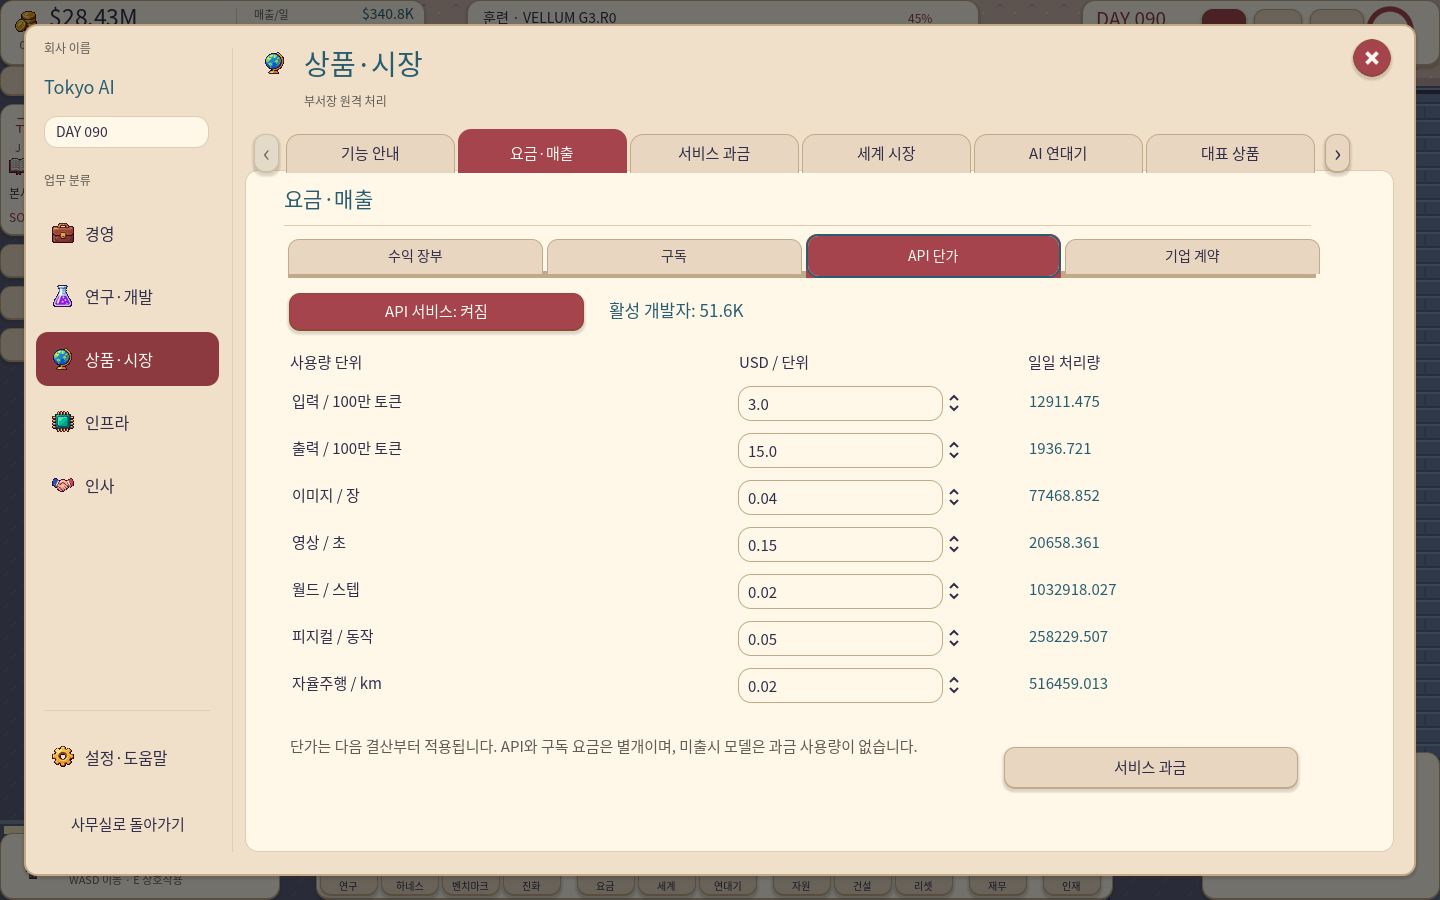 $28.43M
매출/일
$340.8K
훈련 · VELLUM G3.R0
45%
DAY 090
회사 이름
Tokyo AI
DAY 090
업무 분류
경영
연구·개발
상품·시장
인프라
인사
설정·도움말
사무실로 돌아가기
상품·시장
부서장 원격 처리
기능 안내
요금·매출
서비스 과금
세계 시장
AI 연대기
대표 상품
요금·매출
수익 장부
구독
API 단가
기업 계약
API 서비스: 켜짐
활성 개발자: 51.6K
사용량 단위 USD / 단위 일일 처리량
입력 / 100만 토큰 3.0 12911.475
출력 / 100만 토큰 15.0 1936.721
이미지 / 장 0.04 77468.852
영상 / 초 0.15 20658.361
월드 / 스텝 0.02 1032918.027
피지컬 / 동작 0.05 258229.507
자율주행 / km 0.02 516459.013
단가는 다음 결산부터 적용됩니다. API와 구독 요금은 별개이며, 미출시 모델은 과금 사용량이 없습니다.
서비스 과금
WASD 이동 · E 상호작용
연구
하네스
벤치마크
진화
요금
세계
연대기
자원
건설
리셋
재무
인재